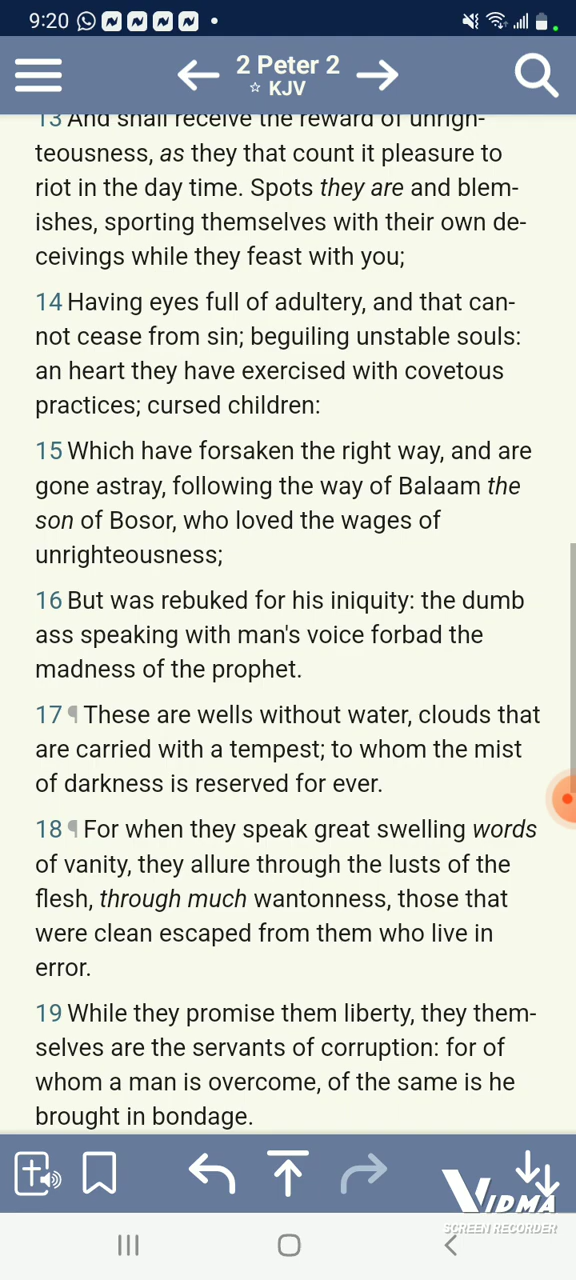 9:20
2 Peter 2
☆ KJV
13 And shall receive the reward of unrigh-
teousness, as they that count it pleasure to
riot in the day time. Spots they are and blem-
ishes, sporting themselves with their own de-
ceivings while they feast with you;
14 Having eyes full of adultery, and that can-
not cease from sin; beguiling unstable souls:
an heart they have exercised with covetous
practices; cursed children:
15 Which have forsaken the right way, and are
gone astray, following the way of Balaam the
son of Bosor, who loved the wages of
unrighteousness;
16 But was rebuked for his iniquity: the dumb
ass speaking with man's voice forbad the
madness of the prophet.
17 ¶ These are wells without water, clouds that
are carried with a tempest; to whom the mist
of darkness is reserved for ever.
18 ¶ For when they speak great swelling words
of vanity, they allure through the lusts of the
flesh, through much wantonness, those that
were clean escaped from them who live in
error.
19 While they promise them liberty, they them-
selves are the servants of corruption: for of
whom a man is overcome, of the same is he
brought in bondage.
VIDMA
SCREEN RECORDER